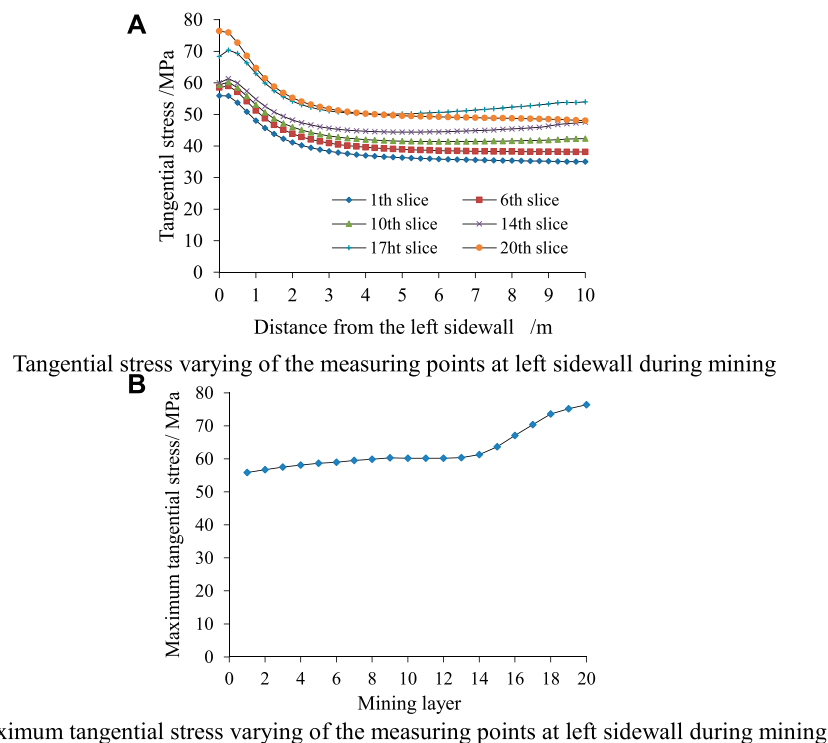 A
80
70
60
50
40
30
20
10
0
Tangential stress /MPa
1th slice 6th slice
10th slice 14th slice
17ht slice 20th slice
0 1 2 3 4 5 6 7 8 9 10
Distance from the left sidewall /m
Tangential stress varying of the measuring points at left sidewall during mining
B
80
70
60
50
40
30
20
10
0
Maximum tangential stress/ MPa
0 2 4 6 8 10 12 14 16 18 20
Mining layer
ximum tangential stress varying of the measuring points at left sidewall during mining